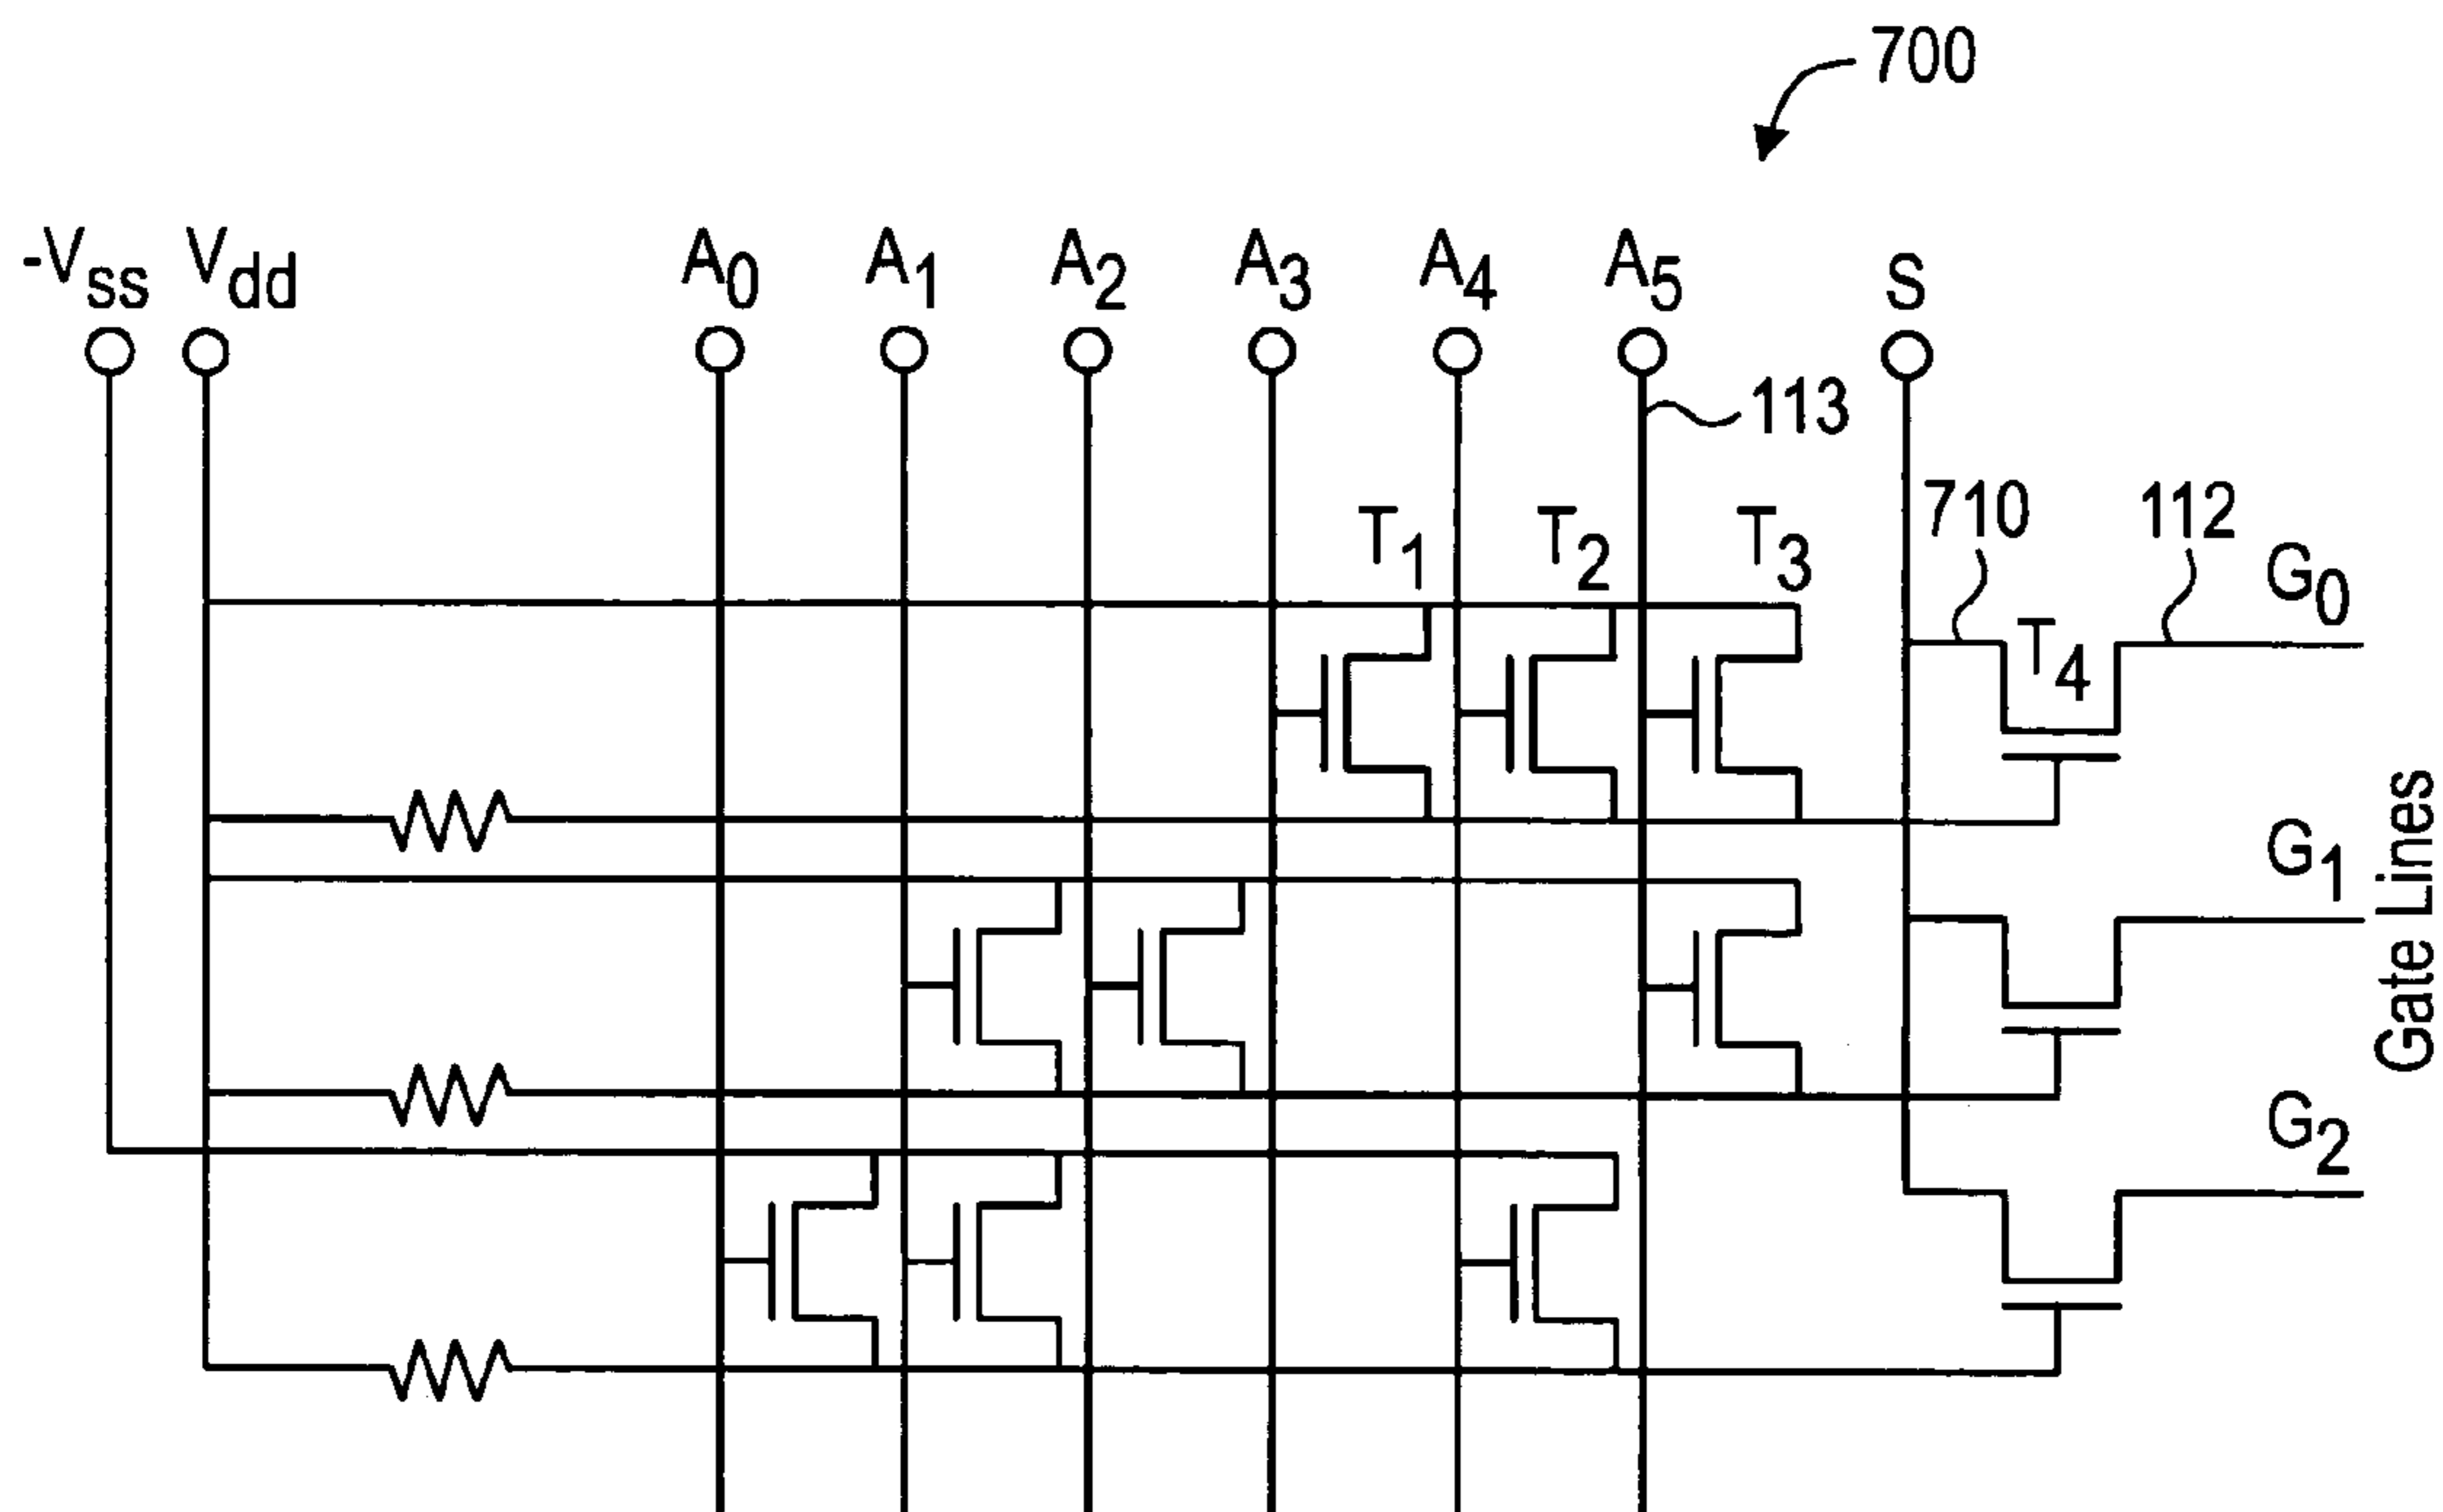 700
-Vss Vdd A0 A1 A2 A3 A4 A5 S
113
T1 T2 T3 710 112
G0
T4
G1
G2
Gate Lines